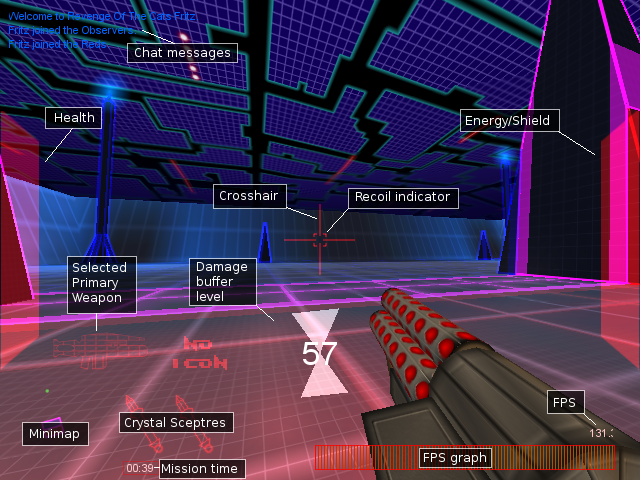 Welcome to Revenge Of The Cats Fritz
Fritz joined the Observers.
Fritz joined the Reds.
Chat messages
Health
Energy/Shield
Crosshair
Recoil indicator
Selected
Primary
Weapon
Damage
buffer
level
57
NO
ICON
FPS
131.
Crystal Sceptres
Minimap
FPS graph
00:39
Mission time